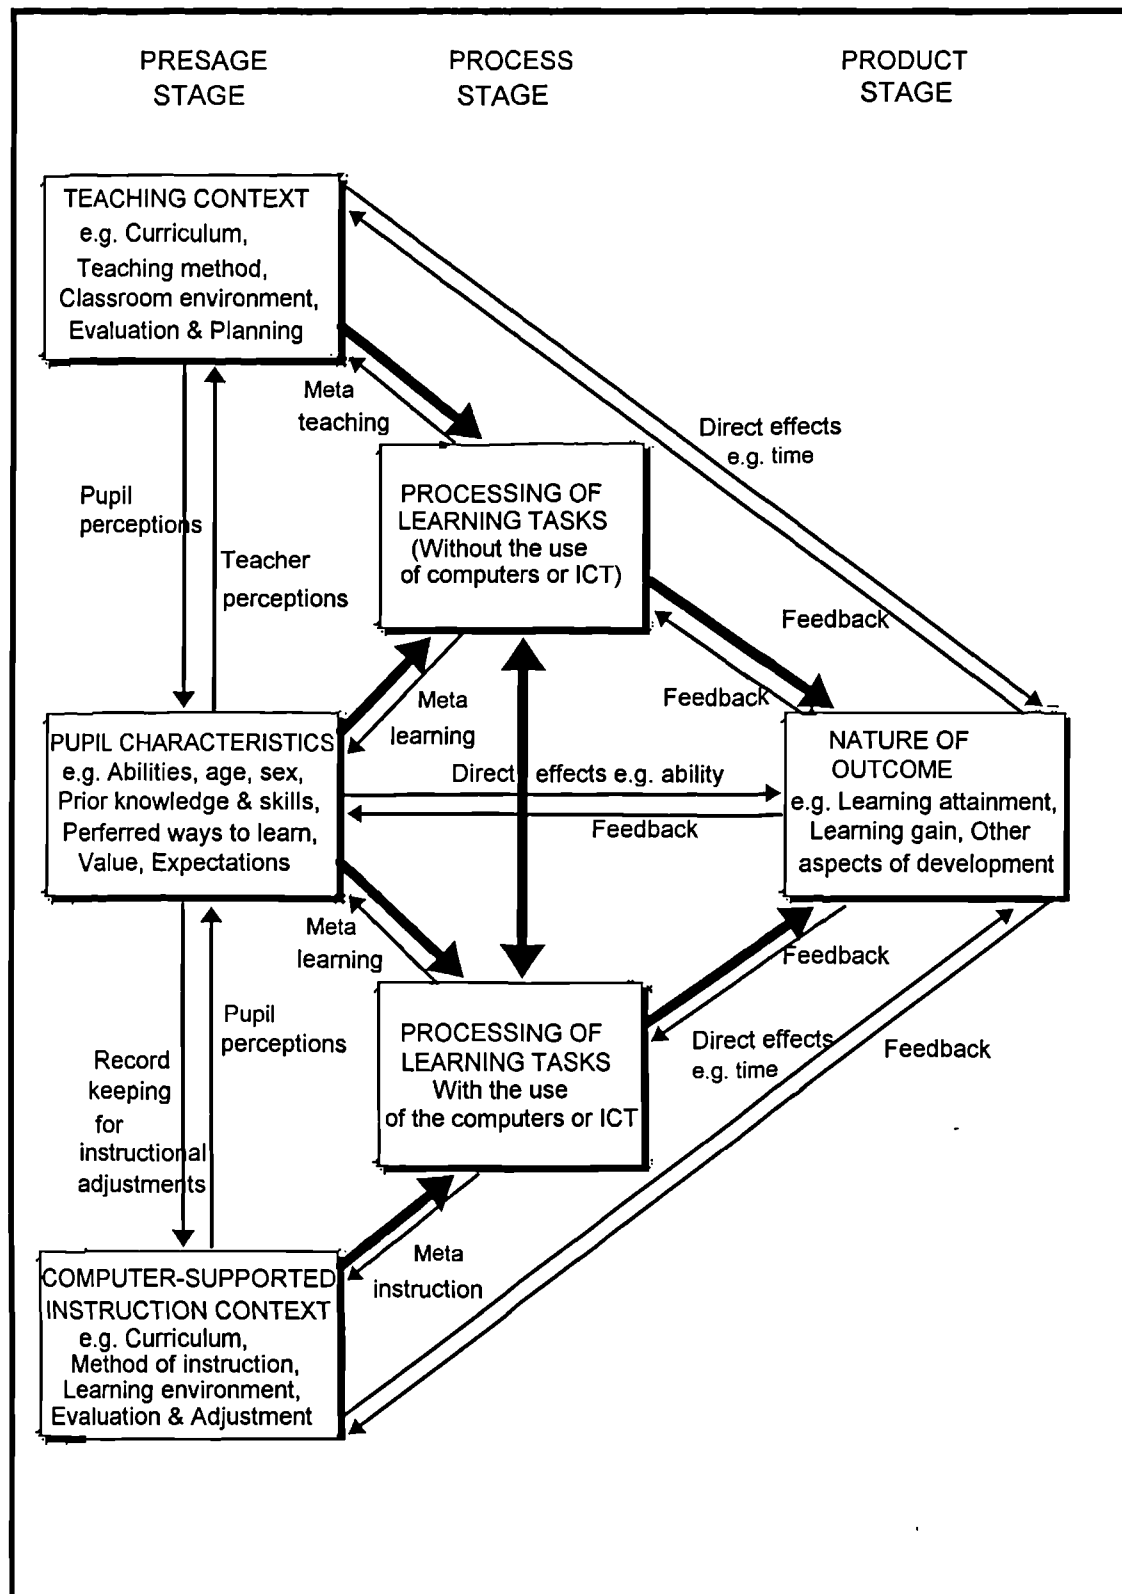 PRESAGE
STAGE
PROCESS
STAGE
PRODUCT
STAGE
TEACHING CONTEXT
e.g. Curriculum,
Teaching method,
Classroom environment,
Evaluation & Planning
Meta
teaching
Direct effects
e.g. time
Pupil
perceptions
Teacher
perceptions
PROCESSING OF
LEARNING TASKS
(Without the use
of computers or ICT)
Feedback
Feedback
Meta
learning
PUPIL CHARACTERISTICS
e.g. Abilities, age, sex,
Prior knowledge & skills,
Perferred ways to learn,
Value, Expectations
Direct effects e.g. ability
Feedback
NATURE OF
OUTCOME
e.g. Learning attainment,
Learning gain, Other
aspects of development
Meta
learning
Feedback
Pupil
perceptions
Record
keeping
for
instructional
adjustments
PROCESSING OF
LEARNING TASKS
With the use
of the computers or ICT
Direct effects
e.g. time
Feedback
Meta
instruction
COMPUTER-SUPPORTED
INSTRUCTION CONTEXT
e.g. Curriculum,
Method of instruction,
Learning environment,
Evaluation & Adjustment